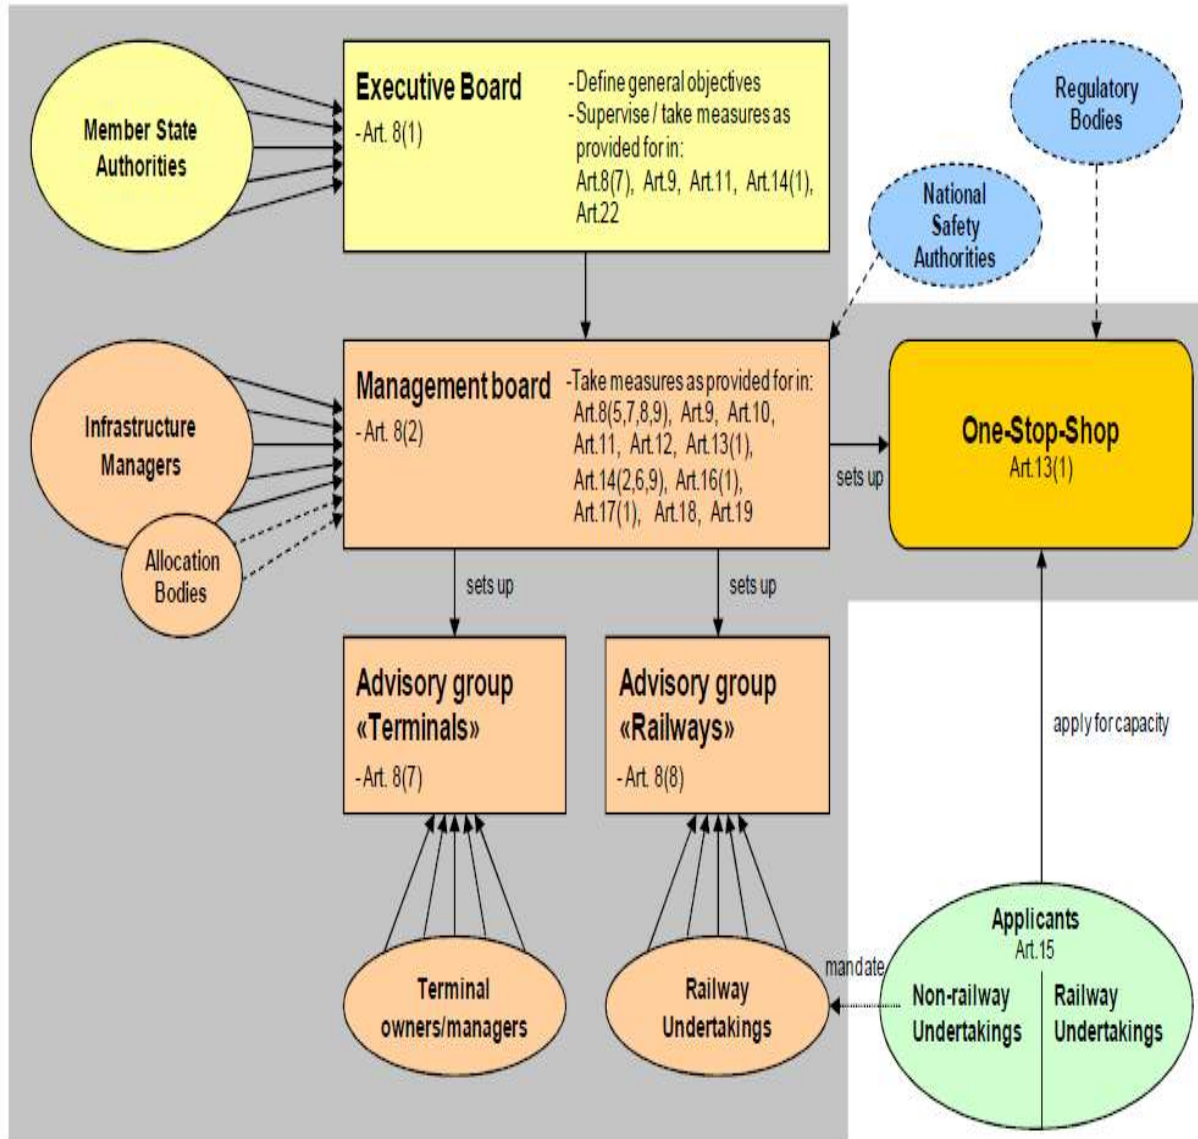 Member State
Authorities
Executive Board
- Art. 8(1)
- Define general objectives
- Supervise / take measures as
provided for in:
Art.8(7), Art.9, Art.11, Art.14(1),
Art.22
Regulatory
Bodies
National
Safety
Authorities
Infrastructure
Managers
Allocation
Bodies
Management board
- Art. 8(2)
-Take measures as provided for in:
Art.8(5,7,8,9), Art.9, Art.10,
Art.11, Art.12, Art.13(1),
Art.14(2,6,9), Art.16(1),
Art.17(1), Art.18, Art.19
sets up
One-Stop-Shop
Art.13(1)
sets up
sets up
Advisory group
«Terminals»
- Art. 8(7)
Advisory group
«Railways»
- Art. 8(8)
apply for capacity
Terminal
owners/managers
Railway
Undertakings
mandate
Applicants
Art.15
Non-railway
Undertakings
Railway
Undertakings